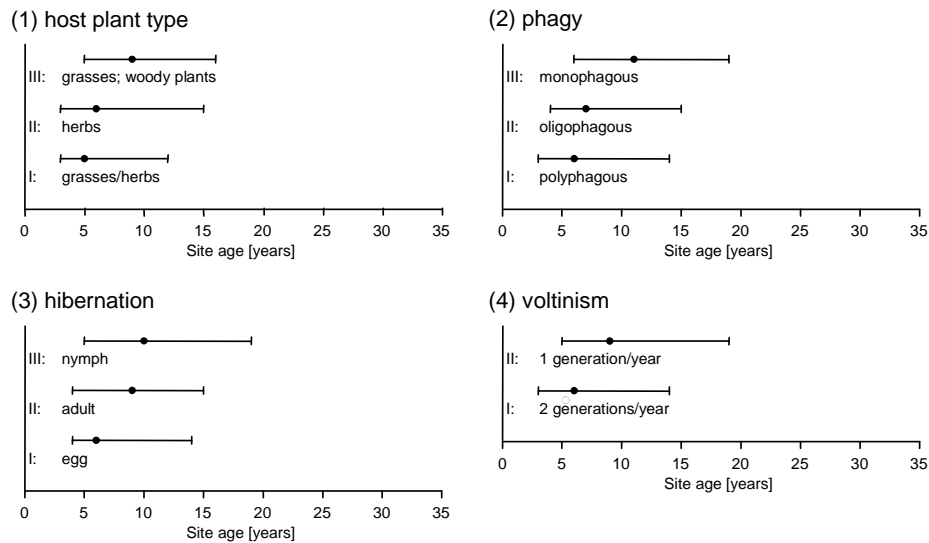 (1) host plant type
III: grasses; woody plants
II: herbs
I: grasses/herbs
0 5 10 15 20 25 30 35
Site age [years]
(2) phagy
III: monophagous
II: oligophagous
I: polyphagous
0 5 10 15 20 25 30 35
Site age [years]
(3) hibernation
III: nymph
II: adult
I: egg
0 5 10 15 20 25 30 35
Site age [years]
(4) voltinism
II: 1 generation/year
I: 2 generations/year
0 5 10 15 20 25 30 35
Site age [years]